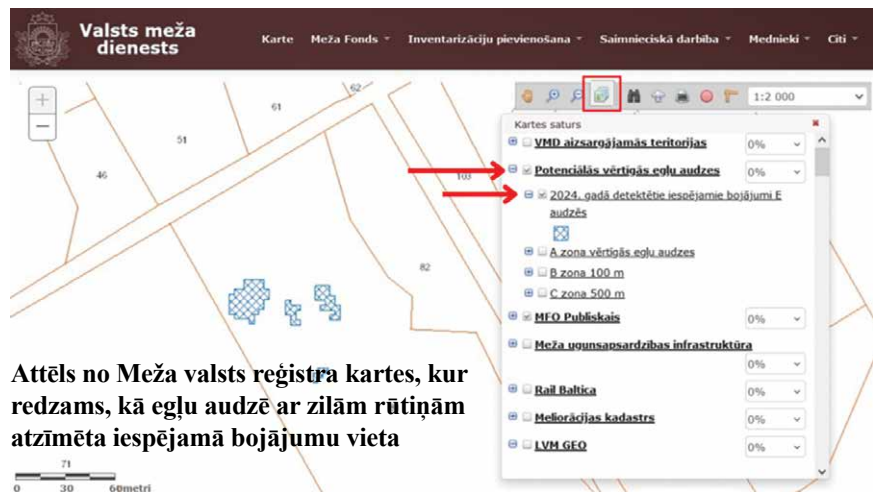 Valsts meža
dienests
Karte Meža Fonds Inventarizāciju pievienošana Saimnieciskā darbība Mednieki Citi
1:2 000
Kartes saturs
VMD aizsargājamās teritorijas 0%
Potenciālās vērtīgās egļu audzes 0%
2024. gadā detektētie iespējamie bojājumi E
audzēs
A zona vērtīgās egļu audzes
B zona 100 m
C zona 500 m
MFO Publiskais 0%
Meža ugunsapsardzības infrastruktūra
0%
Rail Baltica 0%
Meliorācijas kadastrs 0%
LVM GEO 0%
62
61
51
46
103
82
Attēls no Meža valsts reģistra kartes, kur
redzams, kā egļu audzē ar zilām rūtiņām
atzīmēta iespējamā bojājumu vieta
71
0 30 60metri